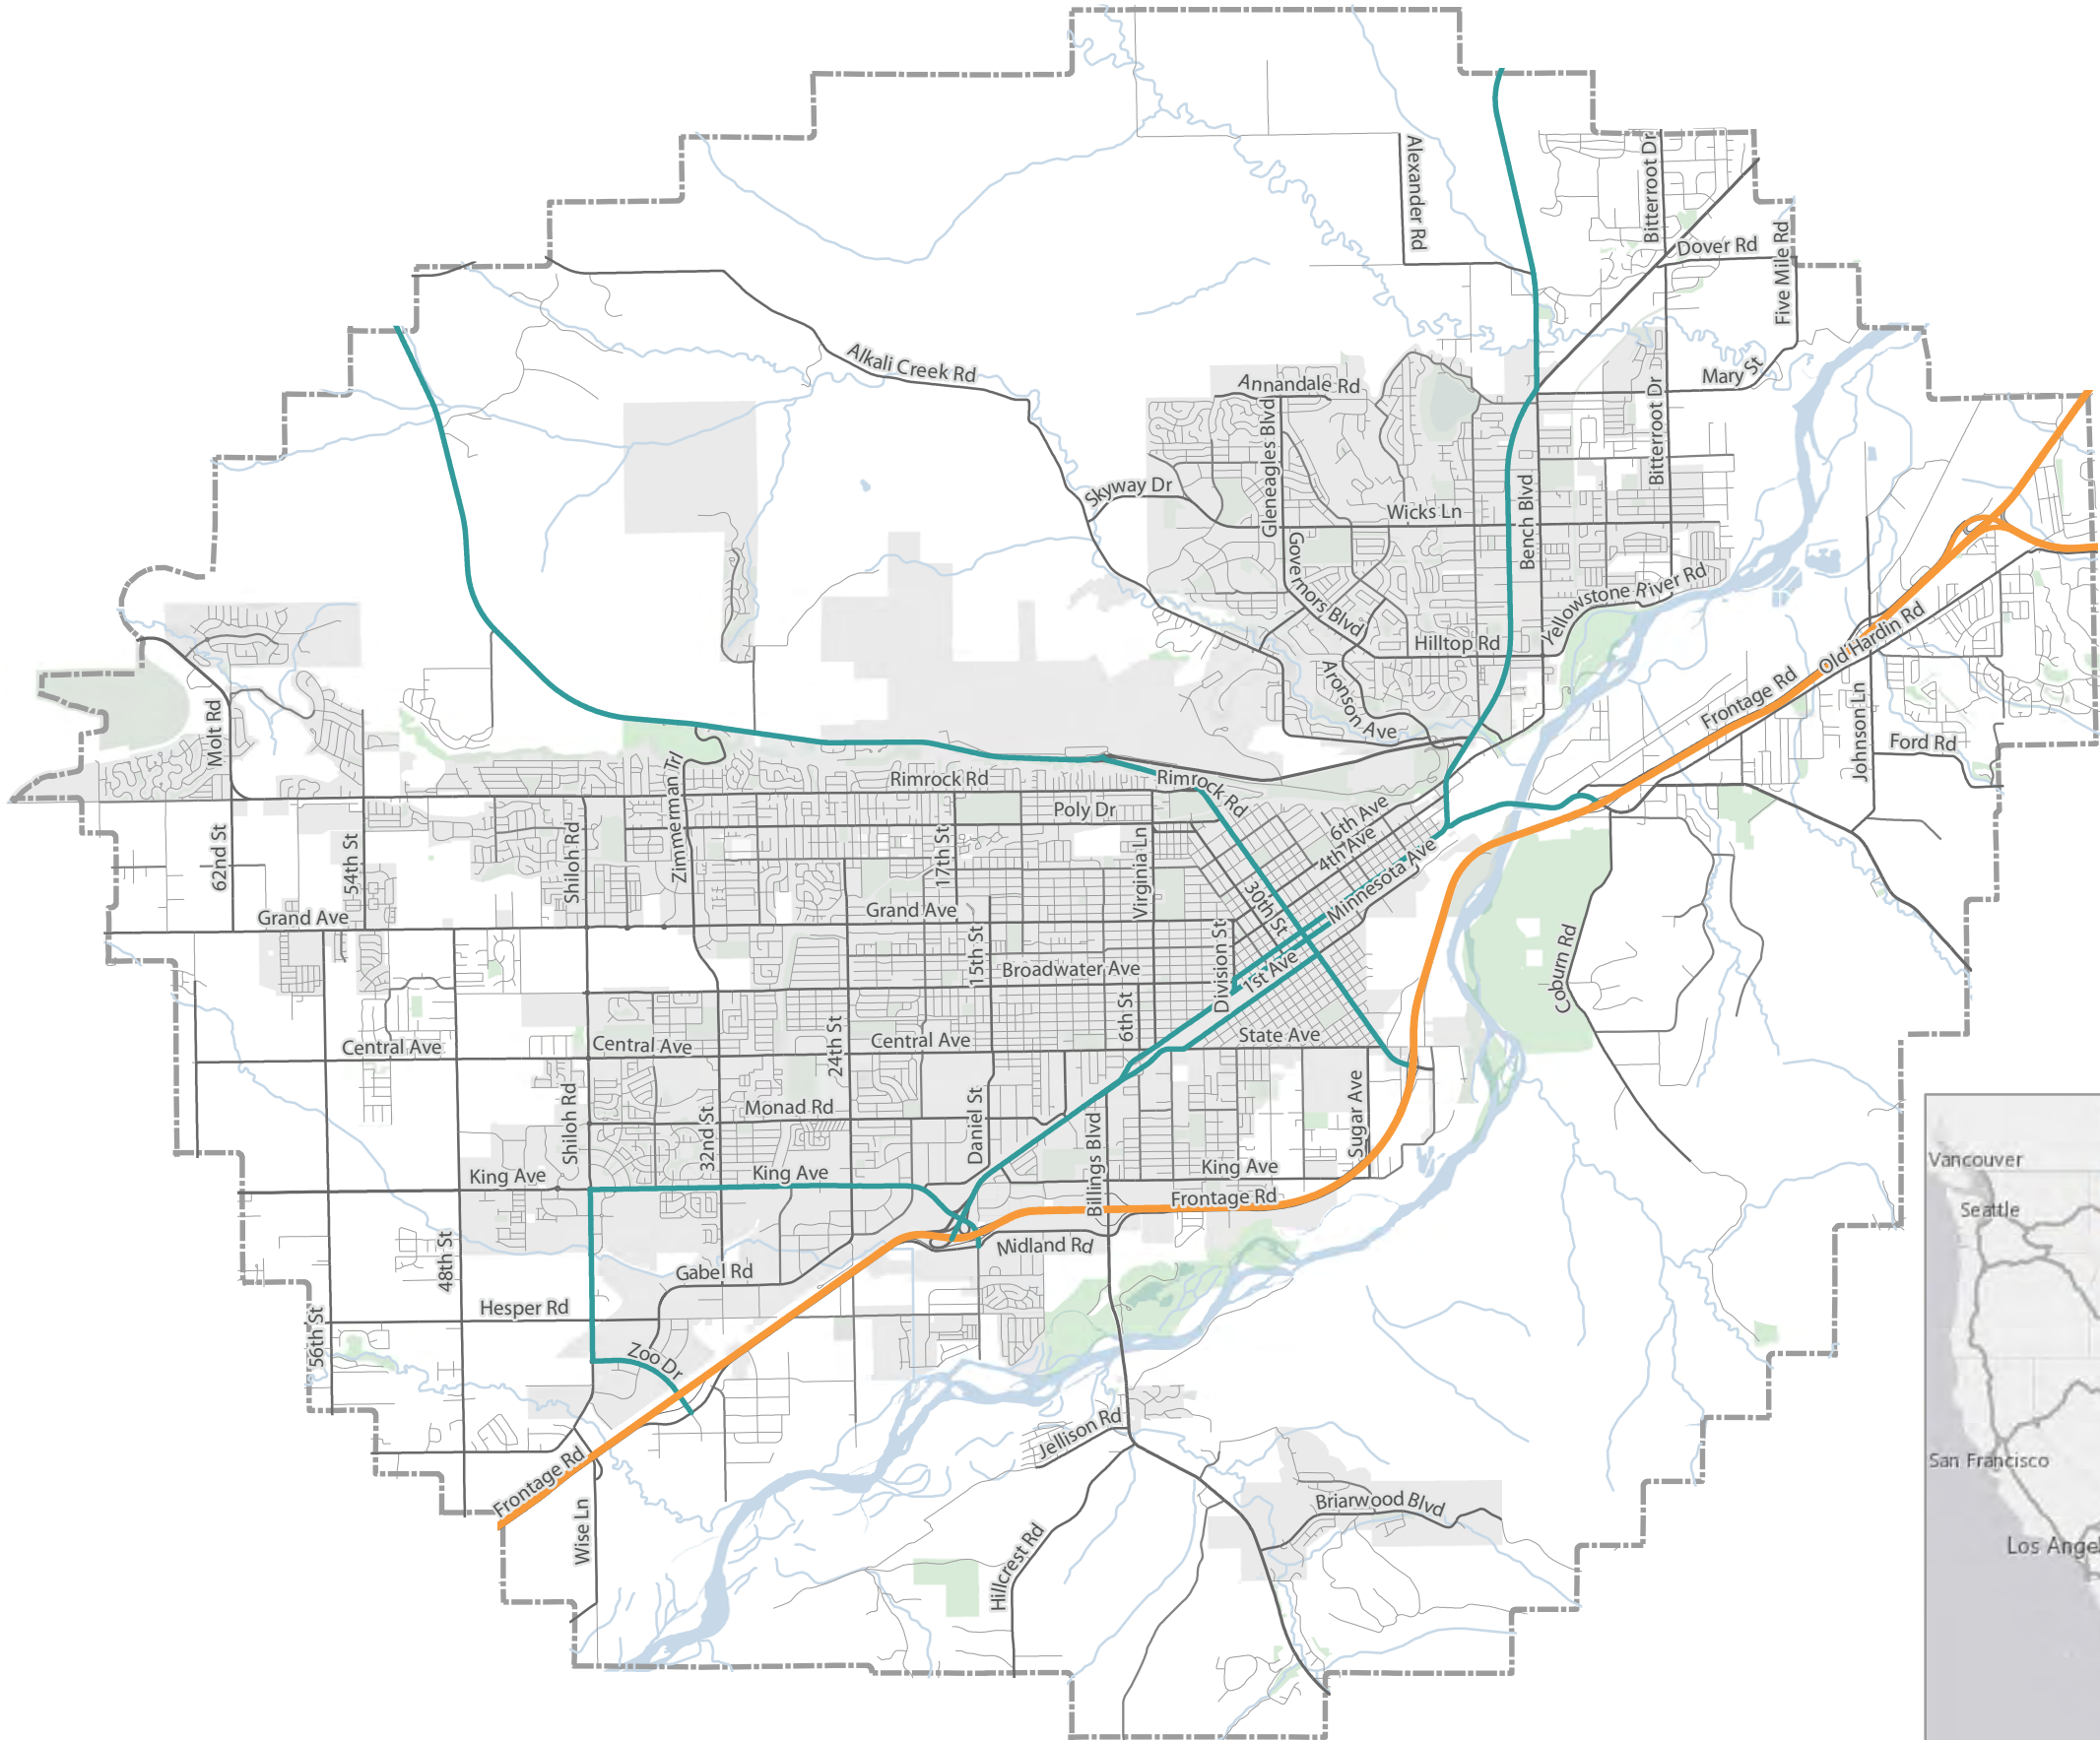 Alexander Rd
Bitterroot Dr
Dover Rd
Five Mile Rd
Alkali Creek Rd
Annandale Rd
Mary St
Bitterroot Dr
Gleneagles Blvd
Skyway Dr
Wicks Ln
Bench Blvd
Governors Blvd
Yellowstone River Rd
Hilltop Rd
Old Hardin Rd
Aronson Ave
Frontage Rd
Johnson Ln
Ford Rd
Molt Rd
Zimmerman Trl
Rimrock Rd
Rimrock Rd
Poly Dr
6th Ave
4th Ave
Minnesota Ave
62nd St
54th St
Shiloh Rd
17th St
Virginia Ln
30th St
Grand Ave
Grand Ave
15th St
Broadwater Ave
Division St
1st Ave
Coburn Rd
6th St
State Ave
Central Ave
Central Ave
24th St
Central Ave
Shiloh Rd
32nd St
Monad Rd
Daniel St
Billings Blvd
Sugar Ave
King Ave
King Ave
King Ave
Frontage Rd
Midland Rd
48th St
Gabel Rd
Hesper Rd
56th St
Zoo Dr
Jellison Rd
Frontage Rd
Wise Ln
Hillcrest Rd
Briarwood Blvd
Vancouver
Seattle
San Francisco
Los Ange